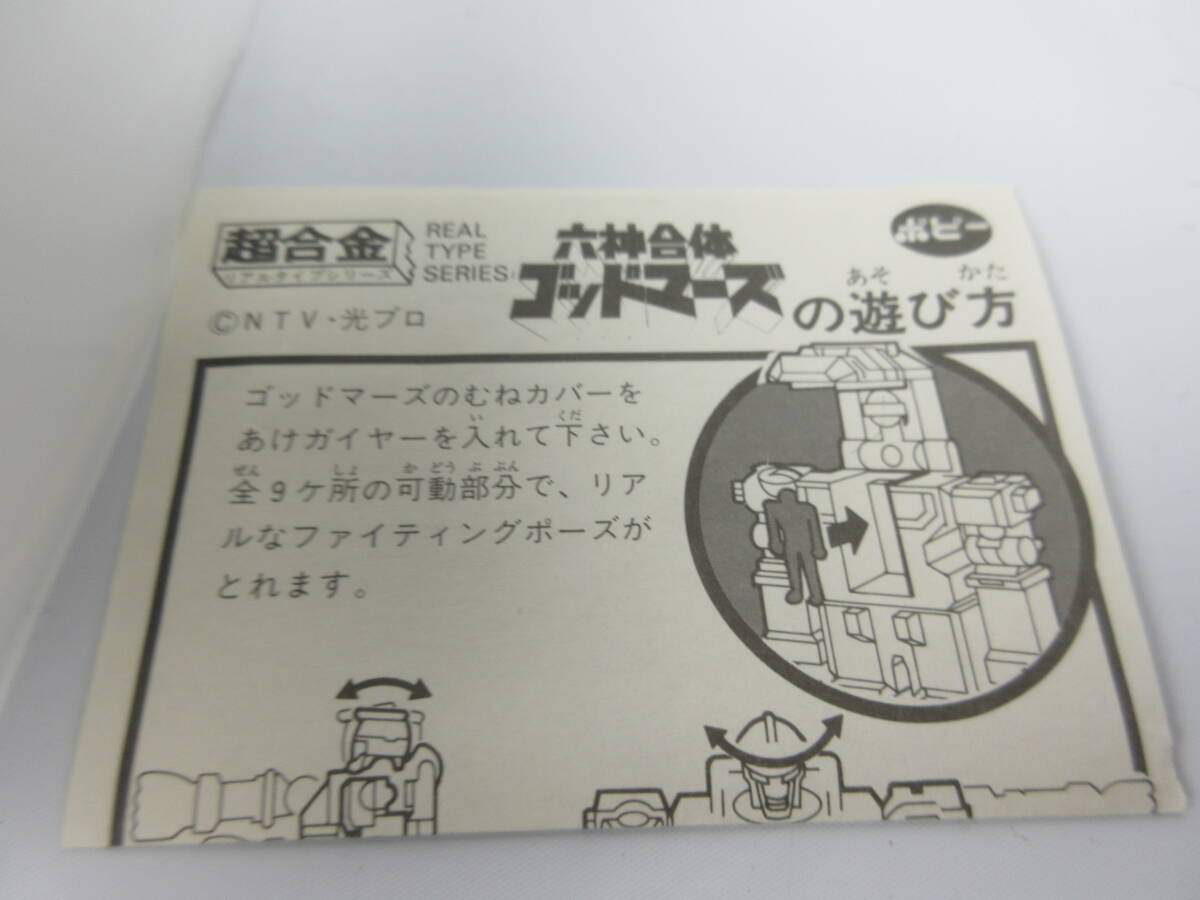 超合金
リアルタイプシリーズ
REAL
TYPE
SERIES
六神合体
ゴッドマーズ
の遊び方
あそ かた
ポピー
©NTV・光プロ
ゴッドマーズのむねカバーを
あけガイヤーを入れて下さい。
い くだ
全9ケ所の可動部分で、リア
ぜん しょ か どう ぶ ぶん
ルなファイティングポーズが
とれます。